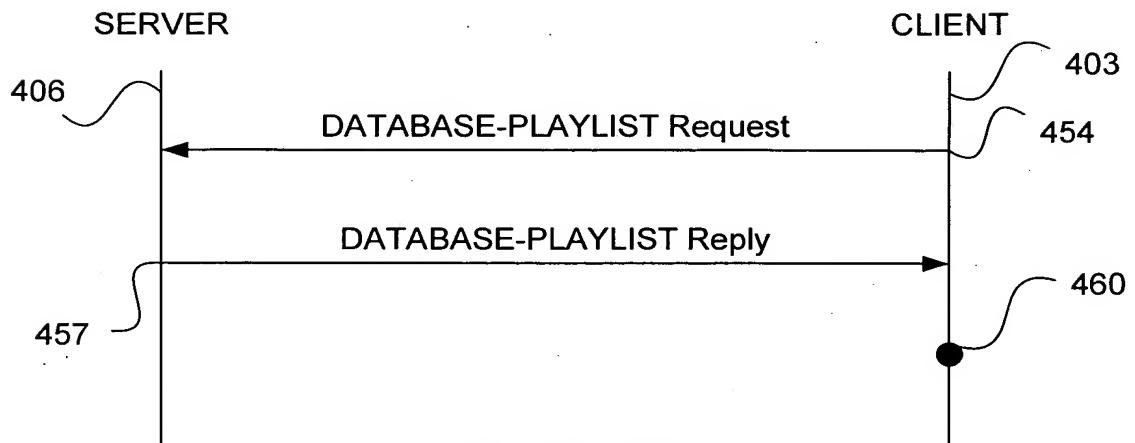 SERVER
CLIENT
406
403
DATABASE-PLAYLIST Request
454
DATABASE-PLAYLIST Reply
457
460